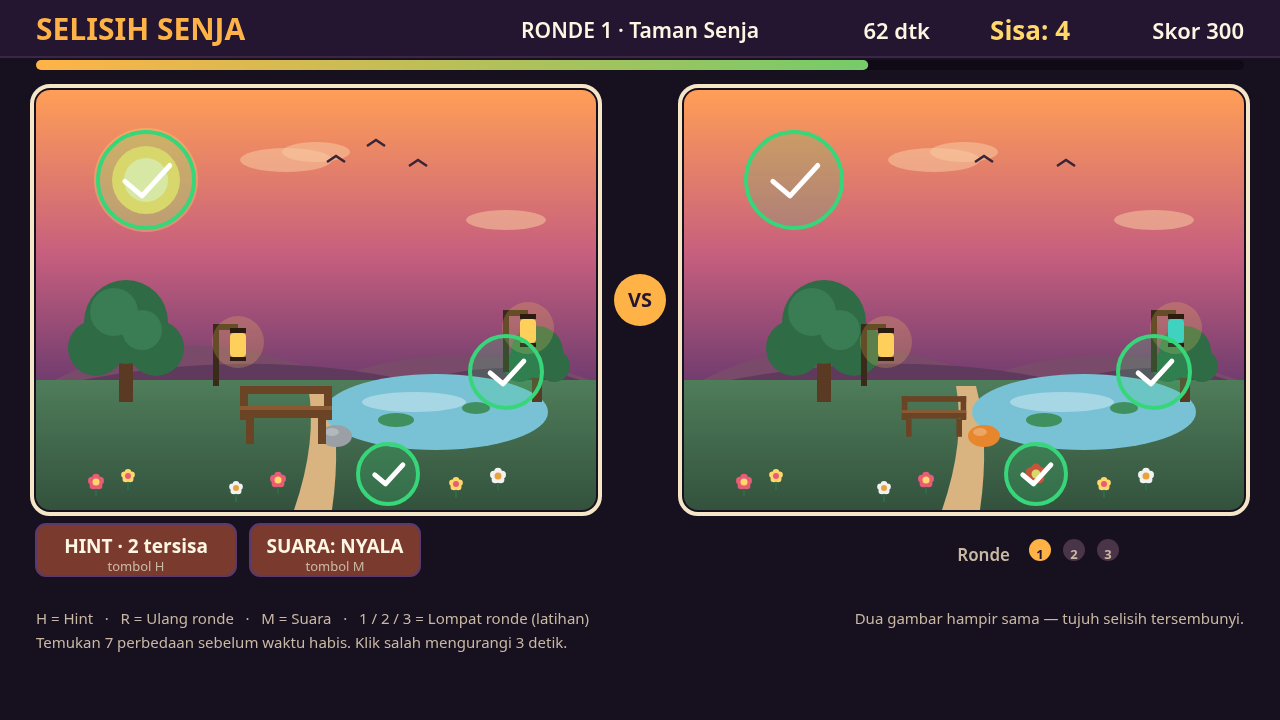 SELISIH SENJA
RONDE 1 · Taman Senja
62 dtk
Sisa: 4
Skor 300
VS
HINT · 2 tersisa
tombol H
SUARA: NYALA
tombol M
Ronde
1
2
3
H = Hint · R = Ulang ronde · M = Suara · 1 / 2 / 3 = Lompat ronde (latihan)
Dua gambar hampir sama — tujuh selisih tersembunyi.
Temukan 7 perbedaan sebelum waktu habis. Klik salah mengurangi 3 detik.